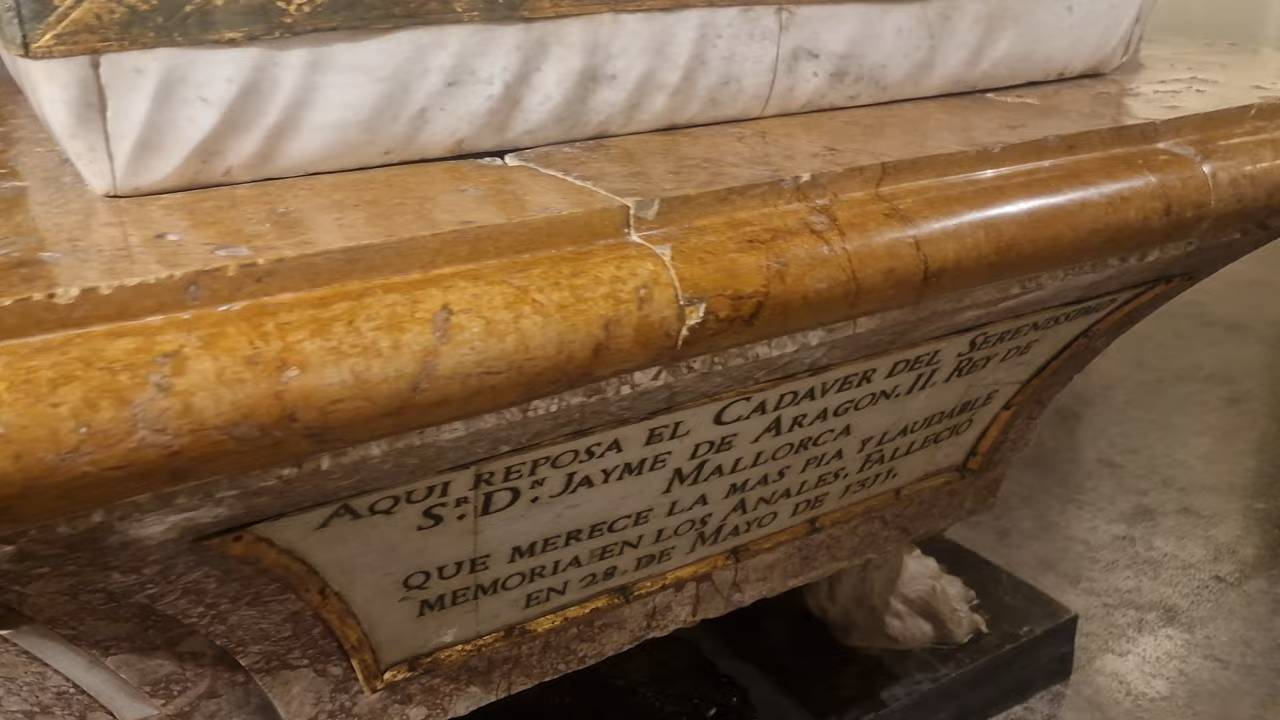 AQUI REPOSA EL CADAVER DEL SERENISSIMO
Sᴿ. Dᴺ. JAYME DE ARAGON. II. REY DE
MALLORCA
QUE MERECE LA MAS PIA Y LAUDABLE
MEMORIA EN LOS ANALES. FALLECIÓ
EN 28. DE MAYO DE 1311.